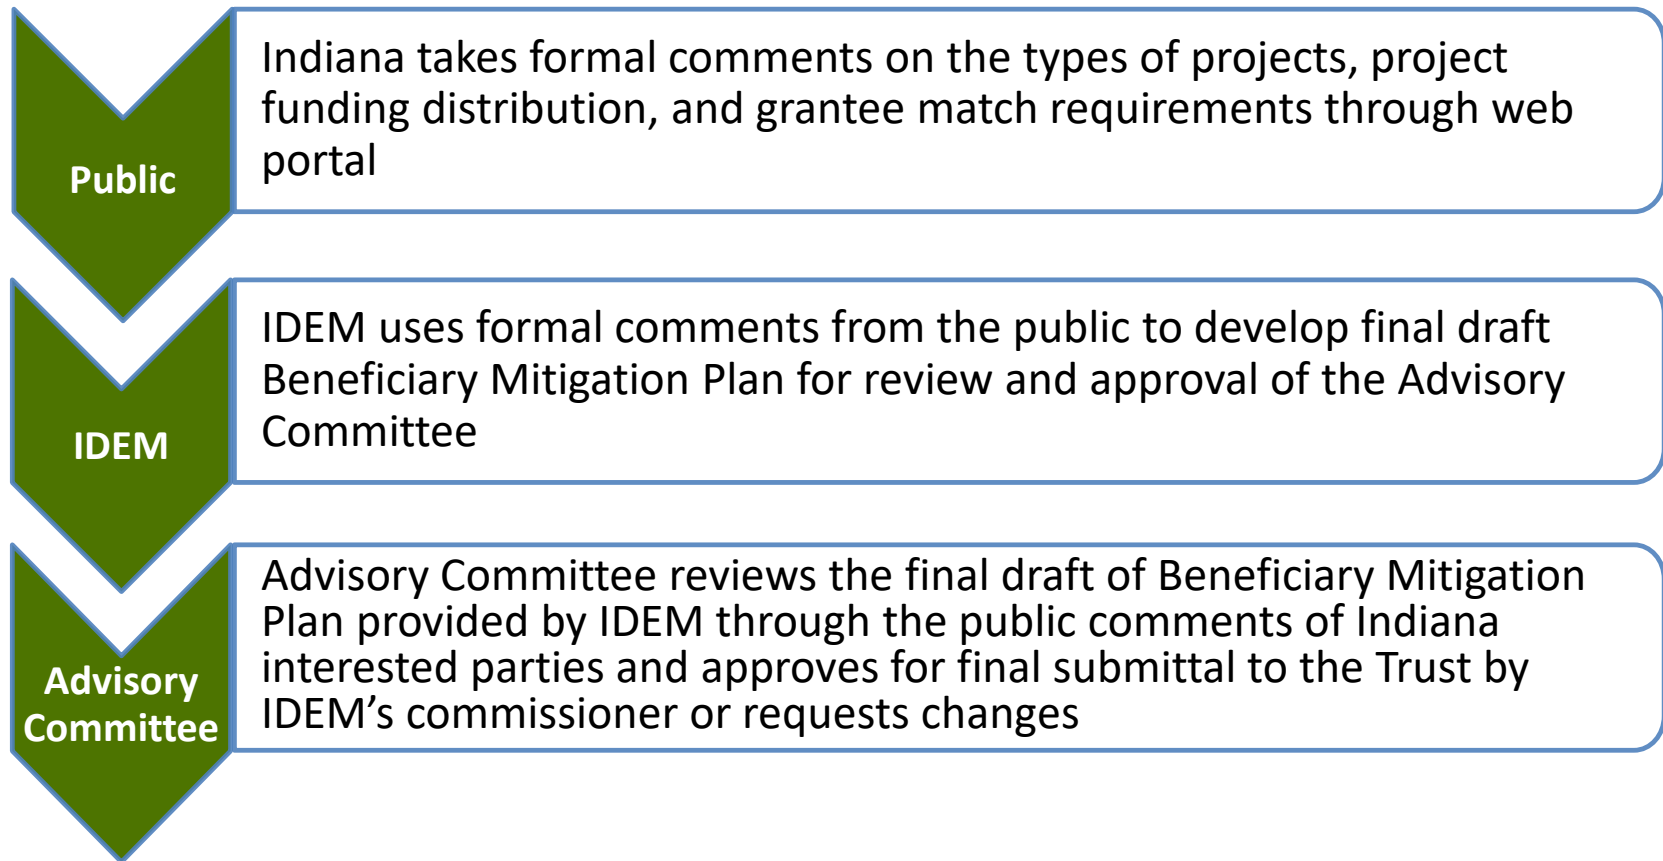 Public
Indiana takes formal comments on the types of projects, project
funding distribution, and grantee match requirements through web
portal
IDEM
IDEM uses formal comments from the public to develop final draft
Beneficiary Mitigation Plan for review and approval of the Advisory
Committee
Advisory
Committee
Advisory Committee reviews the final draft of Beneficiary Mitigation
Plan provided by IDEM through the public comments of Indiana
interested parties and approves for final submittal to the Trust by
IDEM’s commissioner or requests changes